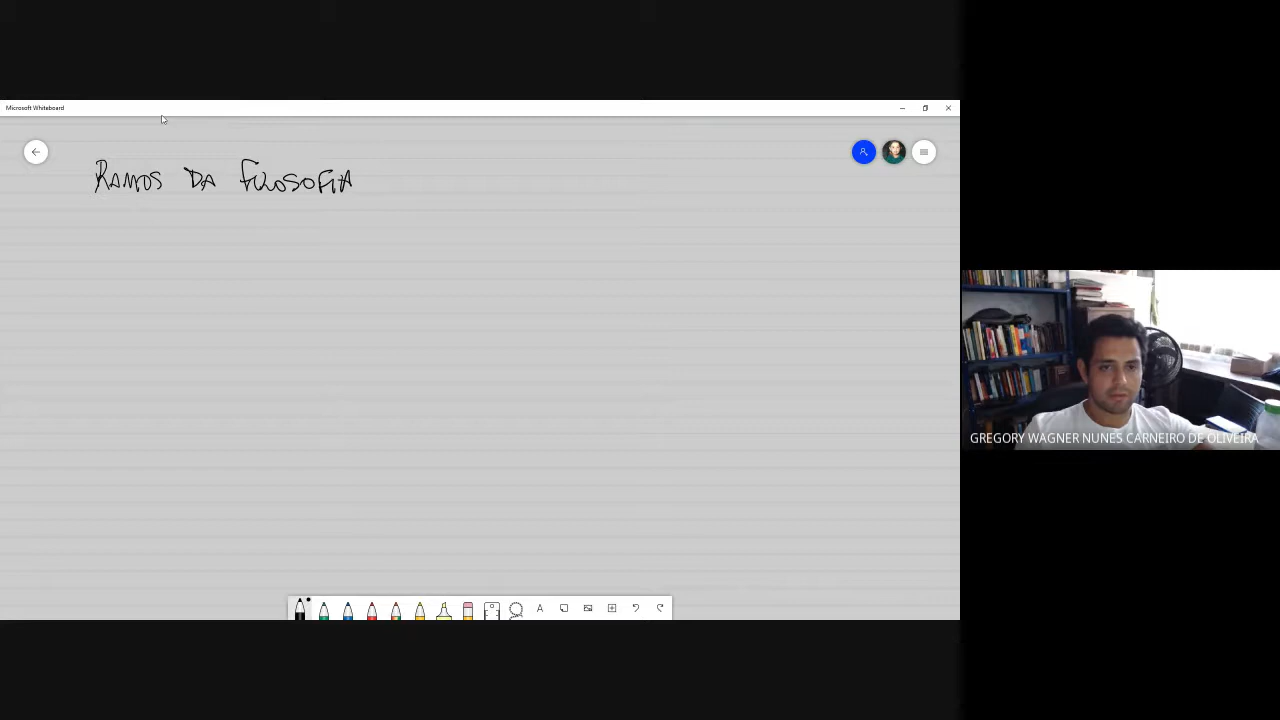 Microsoft Whiteboard
RAMOS DA FILOSOFIA
GREGORY WAGNER NUNES CARNEIRO DE OLIVEIRA
A